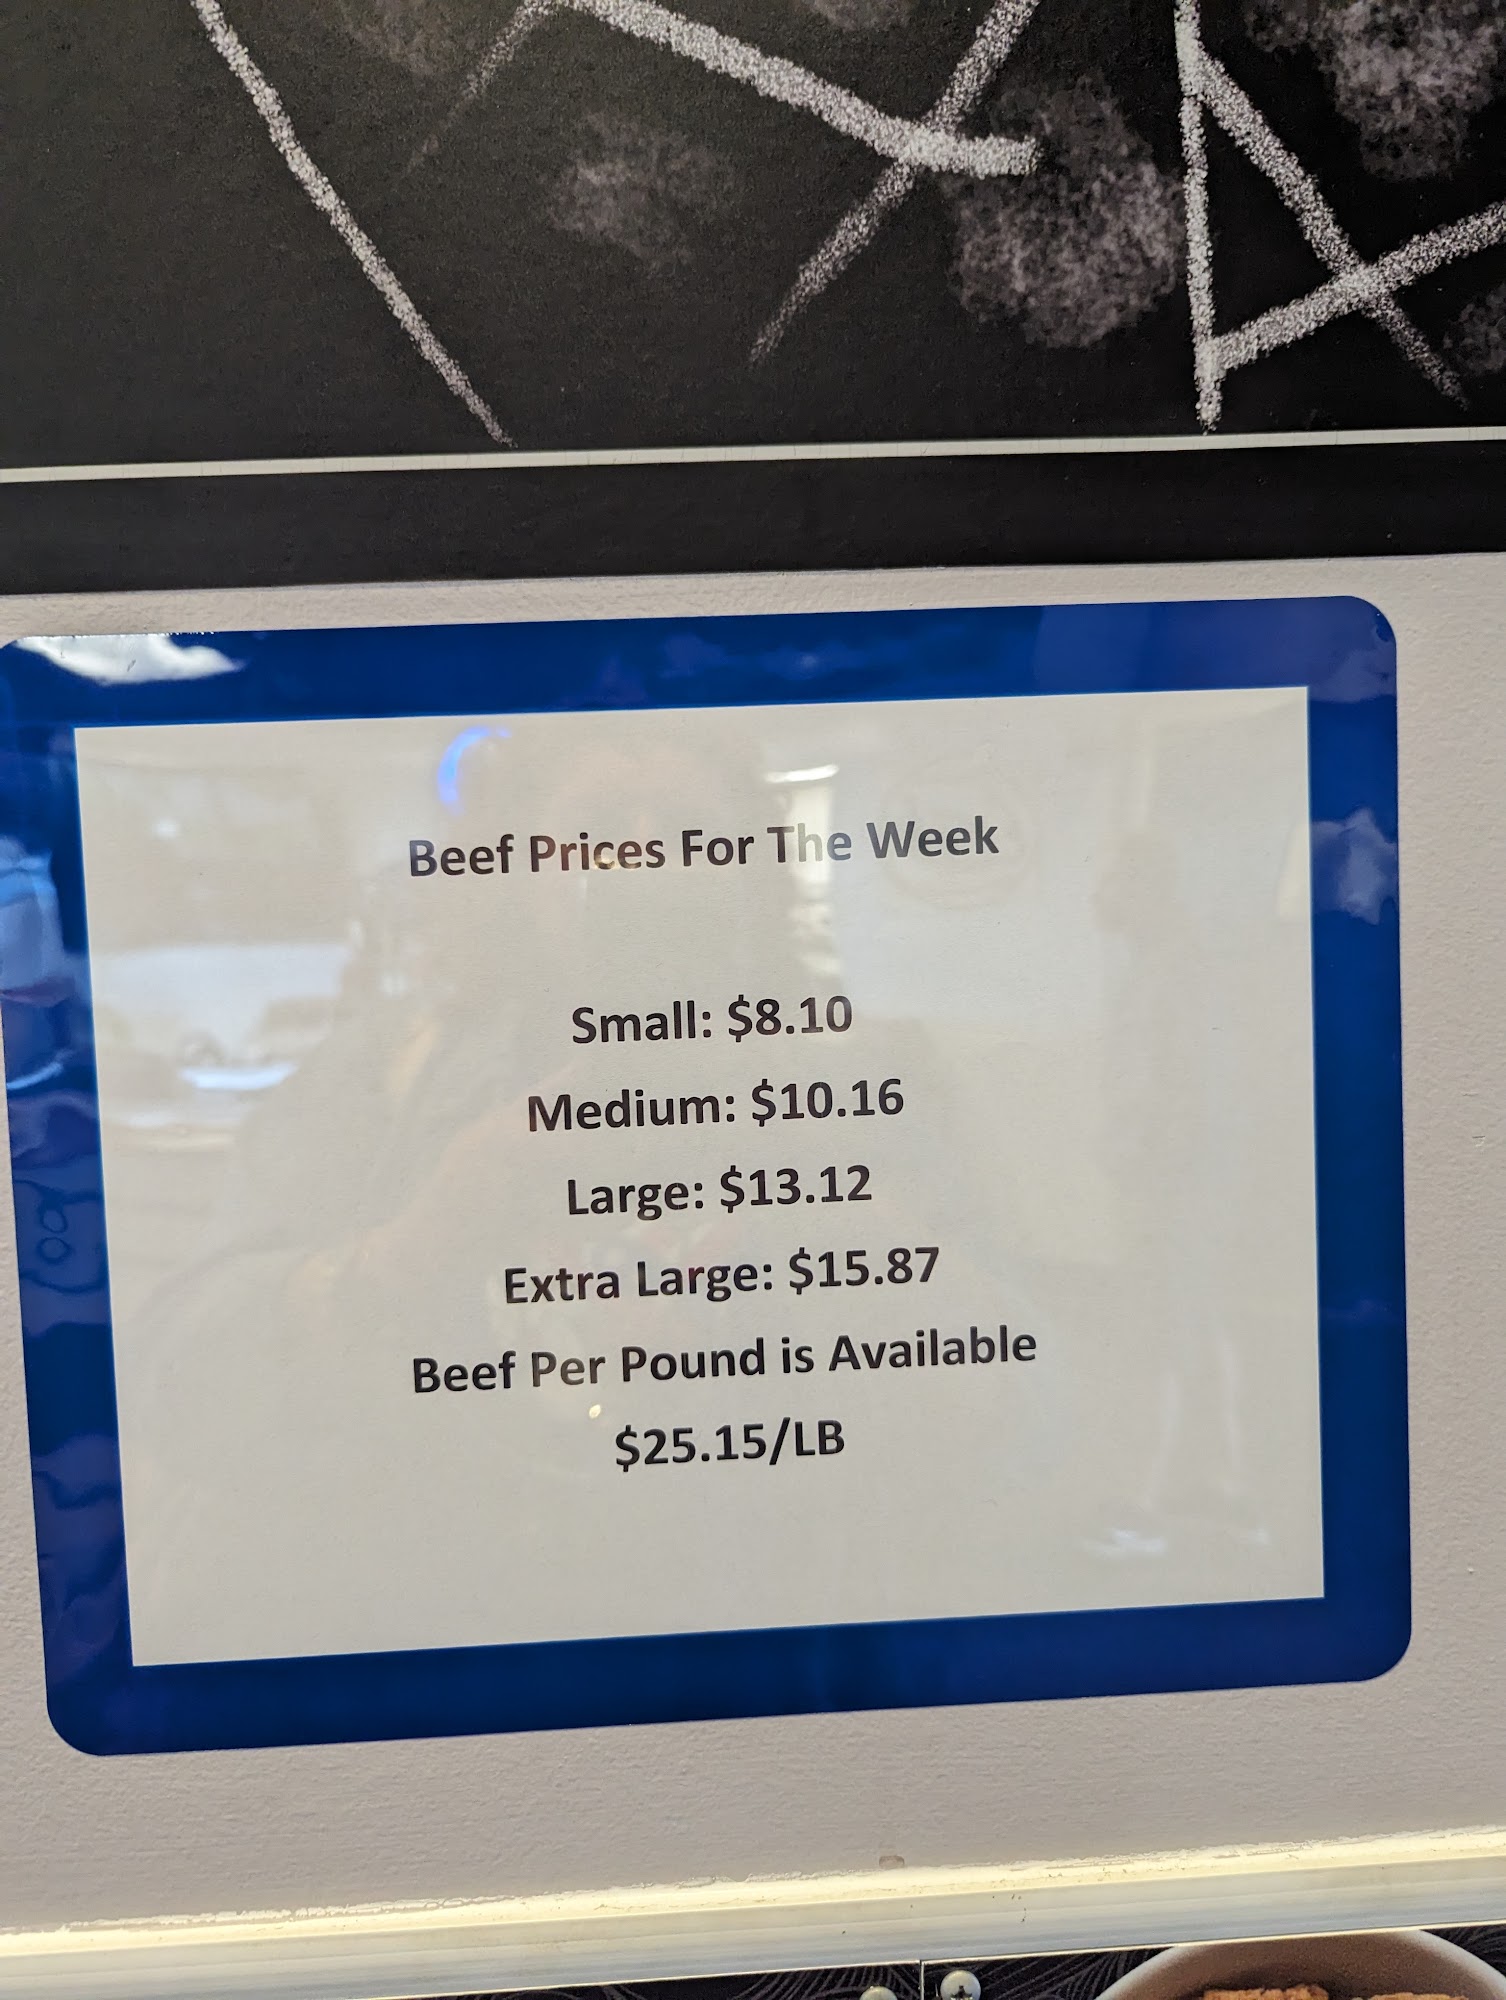 Beef Prices For The Week
Small: $8.10
Medium: $10.16
Large: $13.12
Extra Large: $15.87
Beef Per Pound is Available
$25.15/LB